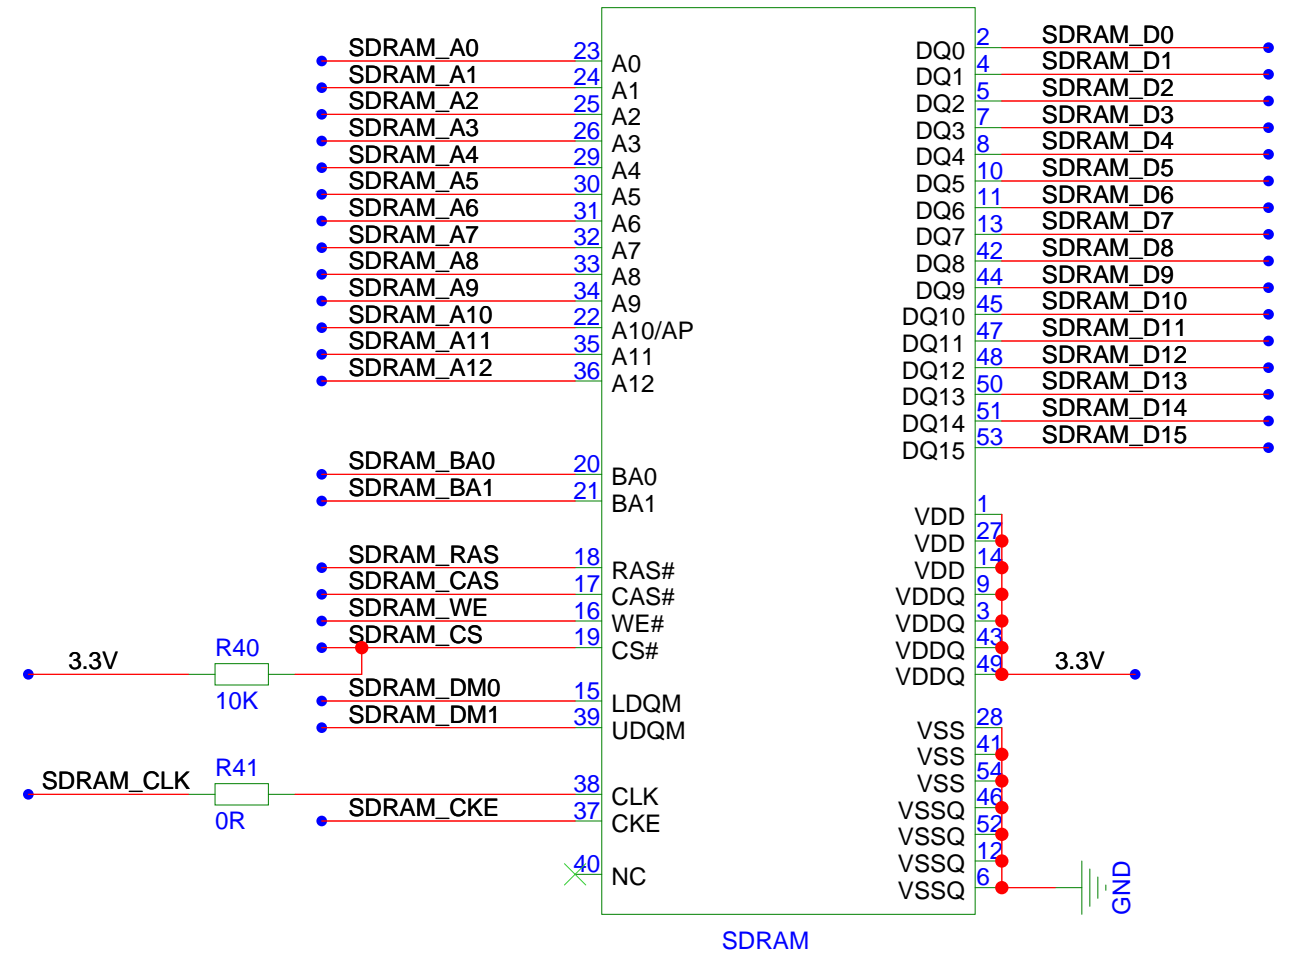 SDRAM_A0 23 A0
SDRAM_A1 24 A1
SDRAM_A2 25 A2
SDRAM_A3 26 A3
SDRAM_A4 29 A4
SDRAM_A5 30 A5
SDRAM_A6 31 A6
SDRAM_A7 32 A7
SDRAM_A8 33 A8
SDRAM_A9 34 A9
SDRAM_A10 22 A10/AP
SDRAM_A11 35 A11
SDRAM_A12 36 A12
SDRAM_BA0 20 BA0
SDRAM_BA1 21 BA1
SDRAM_RAS 18 RAS#
SDRAM_CAS 17 CAS#
SDRAM_WE 16 WE#
SDRAM_CS 19 CS#
3.3V R40
10K
SDRAM_DM0 15 LDQM
SDRAM_DM1 39 UDQM
SDRAM_CLK R41 38 CLK
0R
SDRAM_CKE 37 CKE
40 NC
DQ0 2 SDRAM_D0
DQ1 4 SDRAM_D1
DQ2 5 SDRAM_D2
DQ3 7 SDRAM_D3
DQ4 8 SDRAM_D4
DQ5 10 SDRAM_D5
DQ6 11 SDRAM_D6
DQ7 13 SDRAM_D7
DQ8 42 SDRAM_D8
DQ9 44 SDRAM_D9
DQ10 45 SDRAM_D10
DQ11 47 SDRAM_D11
DQ12 48 SDRAM_D12
DQ13 50 SDRAM_D13
DQ14 51 SDRAM_D14
DQ15 53 SDRAM_D15
VDD 1
VDD 27
VDD 14
VDDQ 9
VDDQ 3
VDDQ 43
VDDQ 49 3.3V
VSS 28
VSS 41
VSS 54
VSSQ 46
VSSQ 52
VSSQ 12
VSSQ 6 GND
SDRAM